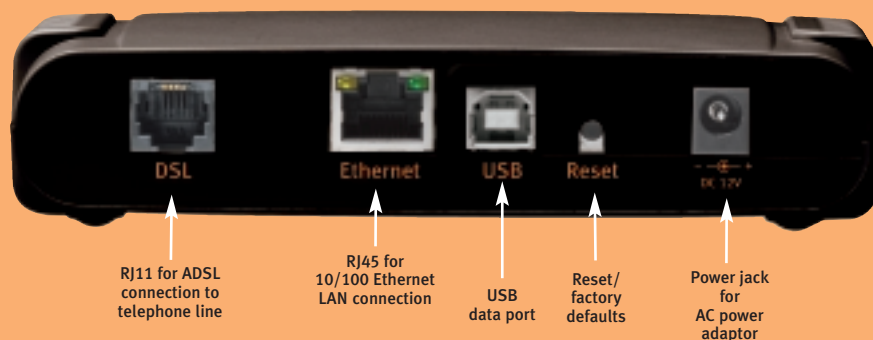 DSL
Ethernet
USB
Reset
- +
DC 12V
RJ11 for ADSL
connection to
telephone line
RJ45 for
10/100 Ethernet
LAN connection
USB
data port
Reset/
factory
defaults
Power jack
for
AC power
adaptor